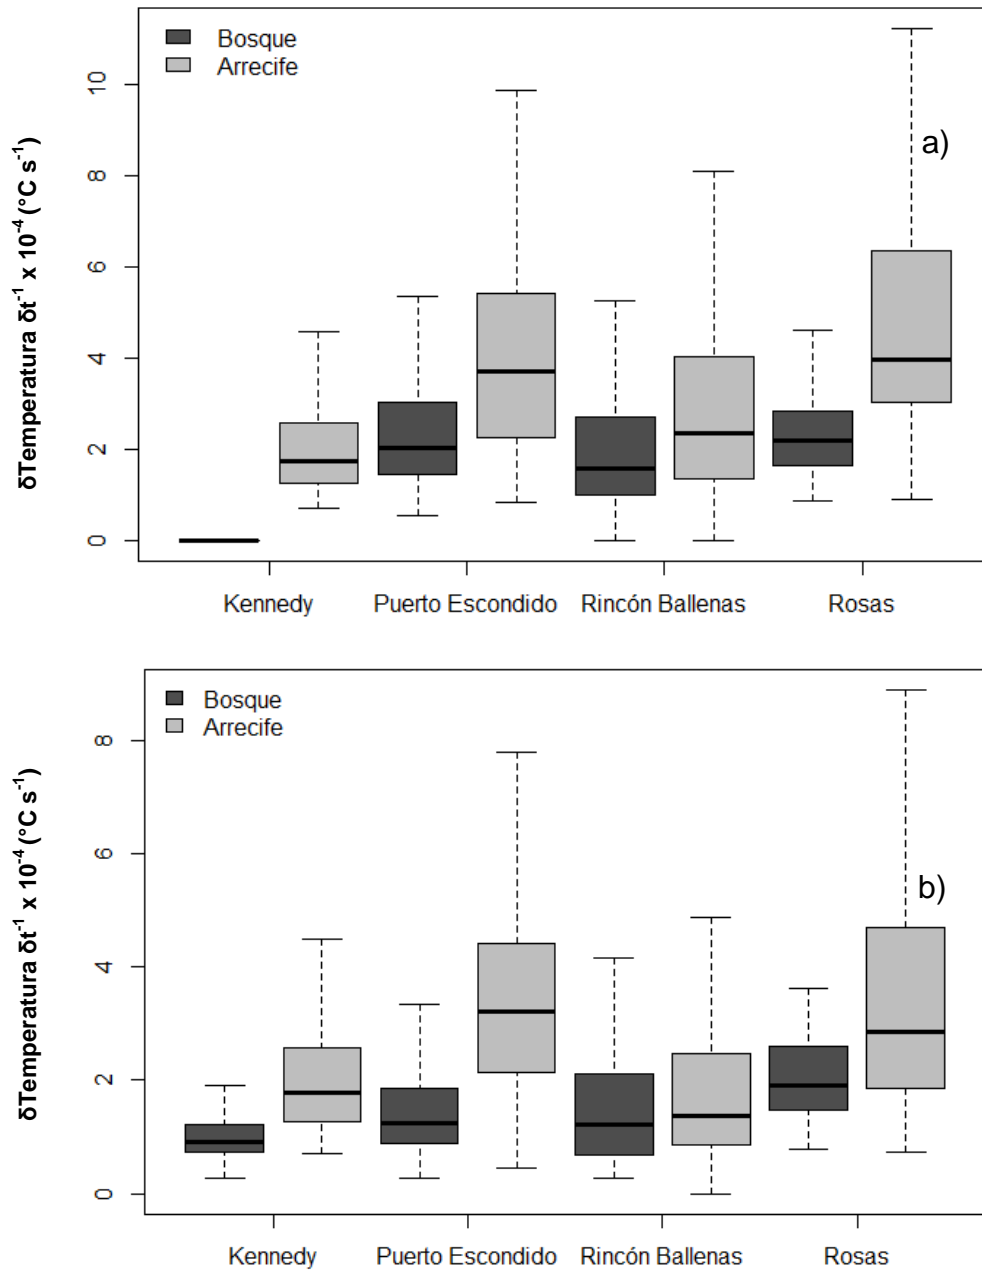 Bosque
Arrecife
a)
δTemperatura δt⁻¹ x 10⁻⁴ (°C s⁻¹)
10
8
6
4
2
0
Kennedy Puerto Escondido Rincón Ballenas Rosas
Bosque
Arrecife
b)
δTemperatura δt⁻¹ x 10⁻⁴ (°C s⁻¹)
8
6
4
2
0
Kennedy Puerto Escondido Rincón Ballenas Rosas